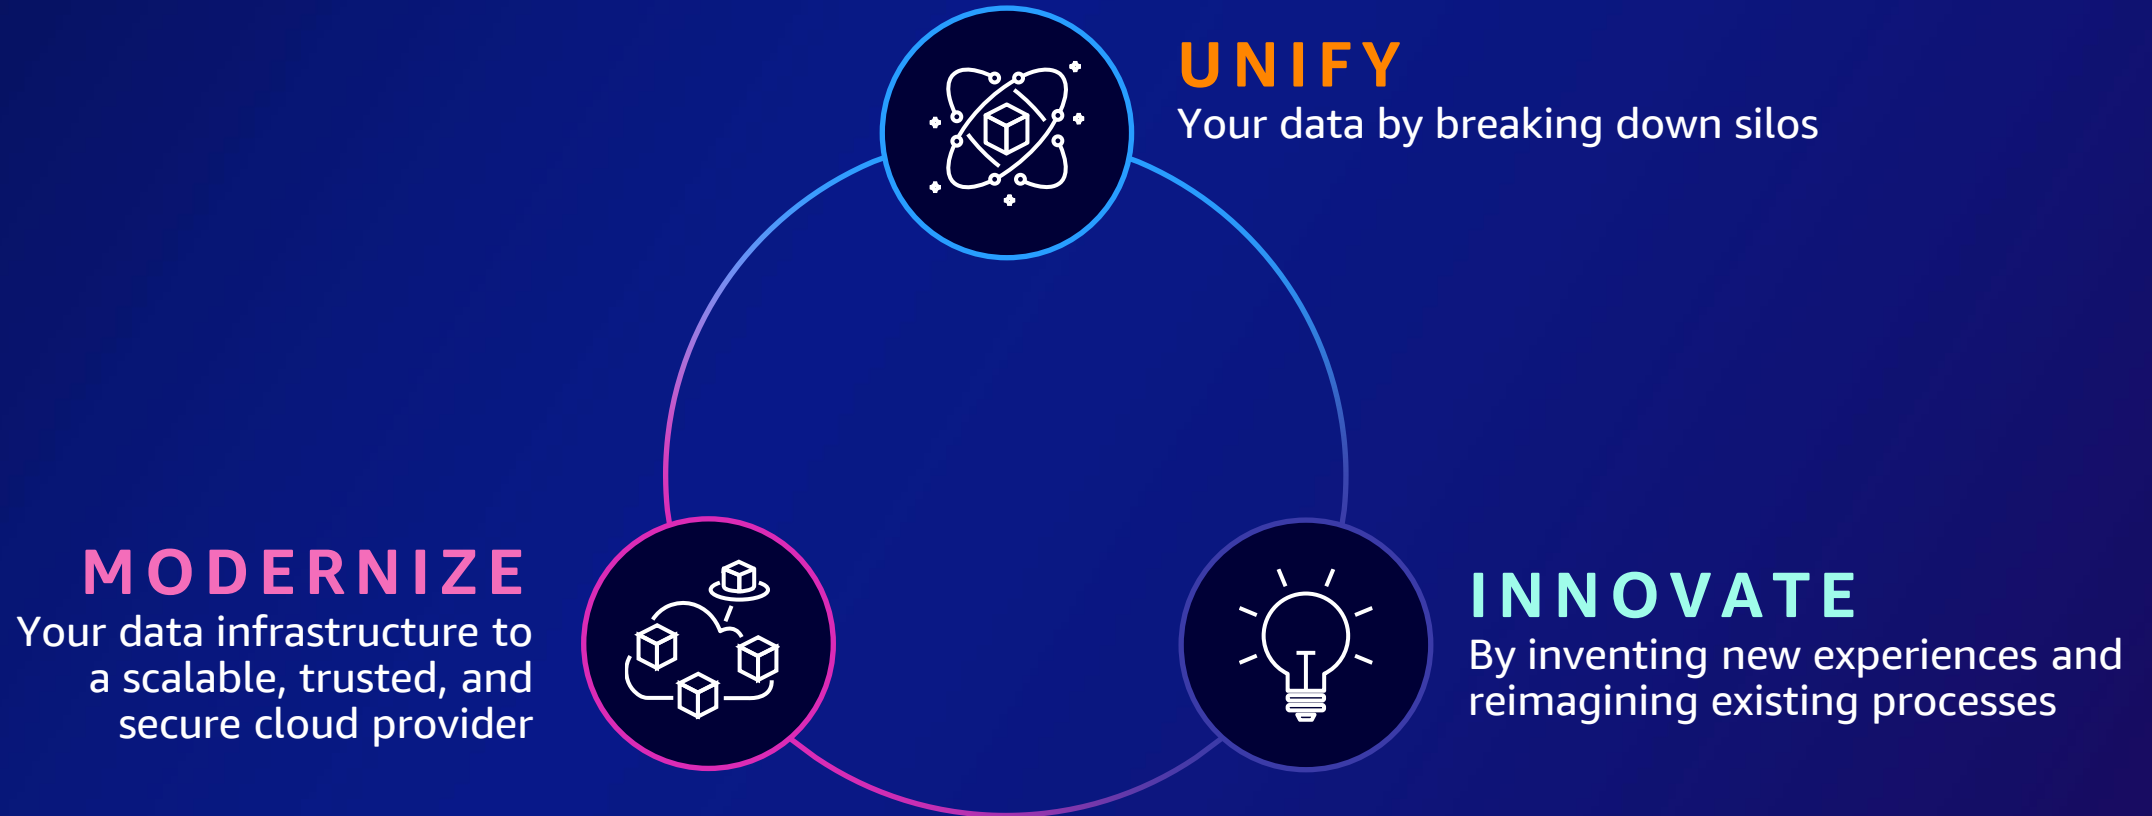 UNIFY
Your data by breaking down silos
MODERNIZE
Your data infrastructure to
a scalable, trusted, and
secure cloud provider
INNOVATE
By inventing new experiences and
reimagining existing processes